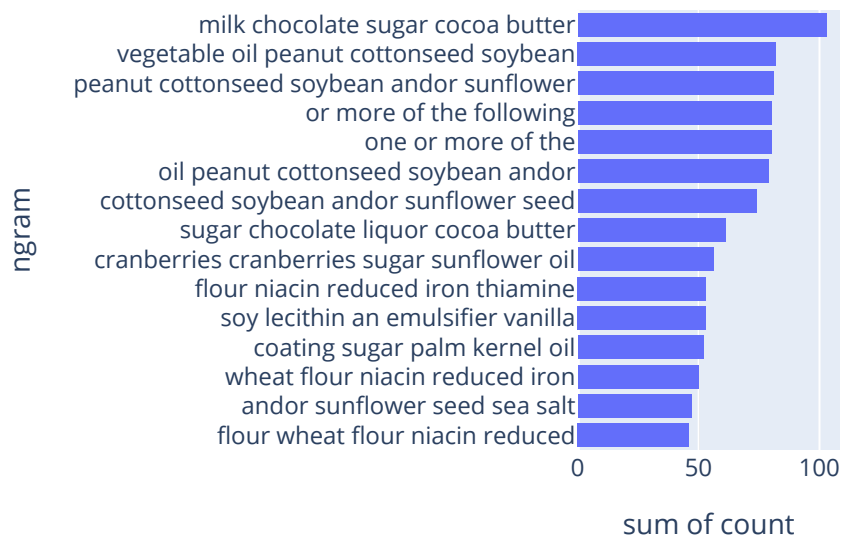 milk chocolate sugar cocoa butter
vegetable oil peanut cottonseed soybean
peanut cottonseed soybean andor sunflower
or more of the following
one or more of the
oil peanut cottonseed soybean andor
cottonseed soybean andor sunflower seed
sugar chocolate liquor cocoa butter
cranberries cranberries sugar sunflower oil
flour niacin reduced iron thiamine
soy lecithin an emulsifier vanilla
coating sugar palm kernel oil
wheat flour niacin reduced iron
andor sunflower seed sea salt
flour wheat flour niacin reduced
ngram
0 50 100
sum of count